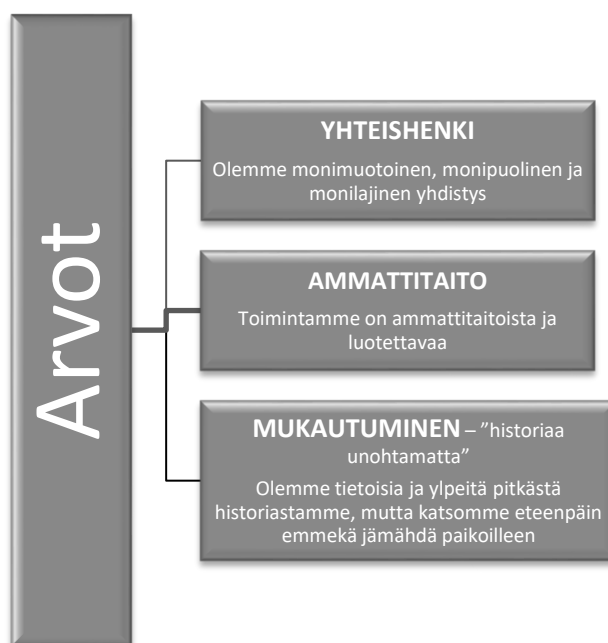 Arvot
YHTEISHENKI
Olemme monimuotoinen, monipuolinen ja
monilajinen yhdistys
AMMATTITAITO
Toimintamme on ammattitaitoista ja
luotettavaa
MUKAUTUMINEN – ”historiaa
unohtamatta”
Olemme tietoisia ja ylpeitä pitkästä
historiastamme, mutta katsomme eteenpäin
emmekä jämähdä paikoilleen